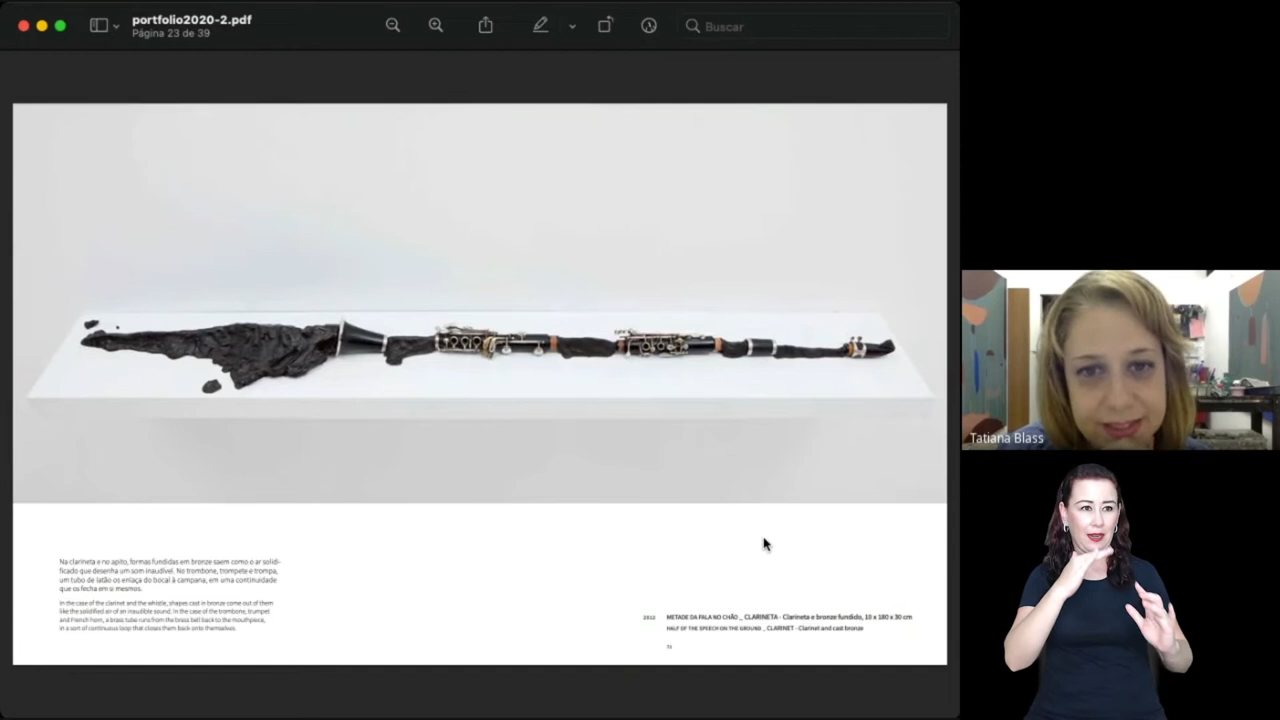 portfolio2020-2.pdf
Página 23 de 39
Buscar
Tatiana Blass
Na clarineta e no apito, formas fundidas em bronze saem como o ar solidi-
ficado que desenha um som inaudível. No trombone, trompete e trompa,
um tubo de latão os enlaça do bocal à campana, em uma continuidade
que os fecha em si mesmos.
In the case of the clarinet and the whistle, shapes cast in bronze come out of them
like the solidified air of an inaudible sound. In the case of the trombone, trumpet
and French horn, a brass tube runs from the brass bell back to the mouthpiece,
in a sort of continuous loop that closes them back onto themselves.
2012 METADE DA FALA NO CHÃO _ CLARINETA - Clarineta e bronze fundido, 10 x 180 x 30 cm
HALF OF THE SPEECH ON THE GROUND _ CLARINET - Clarinet and cast bronze